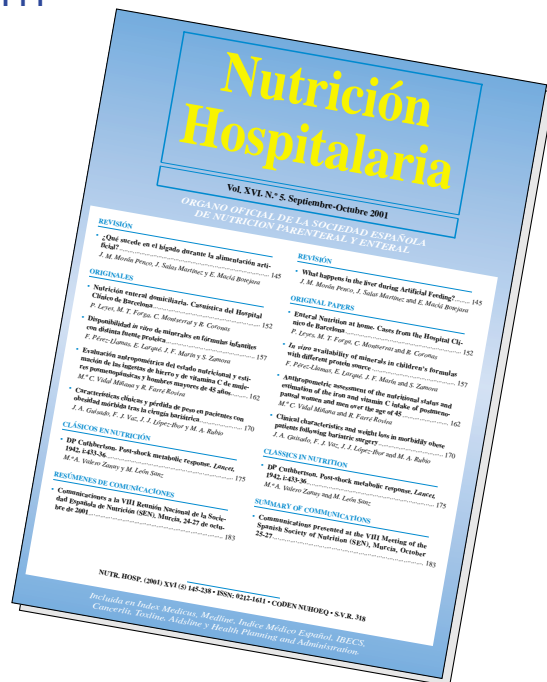 Nutrición
Hospitalaria
Vol. XVI. N.º 5. Septiembre-Octubre 2001
ORGANO OFICIAL DE LA SOCIEDAD ESPAÑOLA
DE NUTRICION PARENTERAL Y ENTERAL
REVISIÓN
• ¿Qué sucede en el hígado durante la alimentación arti-
ficial? 145
J. M. Morán Penco, J. Salas Martínez y E. Maciá Bonejara
ORIGINALES
• Nutrición enteral domiciliaria. Casuística del Hospital
Clínico de Barcelona 152
P. Leyes, M. T. Forga, C. Montserrat y R. Coronas
• Disponibilidad in vitro de minerales en fórmulas infantiles
con distinta fuente proteica 157
F. Pérez-Llamas, E. Larqué, J. F. Marín y S. Zamora
• Evaluación antropométrica del estado nutricional y esti-
mación de las ingestas de hierro y de vitamina C de muje-
res posmenopáusicas y hombres mayores de 45 años 162
M.ª C. Vidal Miñana y R. Farré Rovira
• Características clínicas y pérdida de peso en pacientes con
obesidad mórbida tras la cirugía bariátrica 170
J. A. Guisado, F. J. Vaz, J. J. López-Ibor y M. A. Rubio
CLÁSICOS EN NUTRICIÓN
• DP Cuthbertson. Post-shock metabolic response. Lancet,
1942, i:433-36 175
M.ª A. Valero Zanuy y M. León Sanz
RESÚMENES DE COMUNICACIONES
• Comunicaciones a la VIII Reunión Nacional de la Socie-
dad Española de Nutrición (SEN), Murcia, 24-27 de octu-
bre de 2001 183
REVISIÓN
• What happens in the liver during Artificial Feeding? 145
J. M. Morán Penco, J. Salas Martínez and E. Maciá Bonejara
ORIGINAL PAPERS
• Enteral Nutrition at home. Cases from the Hospital Clí-
nico de Barcelona 152
P. Leyes, M. T. Forga, C. Montserrat and R. Coronas
• In vitro availability of minerals in children's formulas
with different protein source 157
F. Pérez-Llamas, E. Larqué, J. F. Marín and S. Zamora
• Anthropometric assessment of the nutritional status and
estimation of the iron and vitamin C intake of postmeno-
pausal women and men over the age of 45 162
M.ª C. Vidal Miñana and R. Farré Rovira
• Clinical characteristics and weight loss in morbidly obese
patients following bariatric surgery 170
J. A. Guisado, F. J. Vaz, J. J. López-Ibor and M. A. Rubio
CLASSICS IN NUTRITION
• DP Cuthbertson. Post-shock metabolic response. Lancet,
1942, i:433-36 175
M.ª A. Valero Zanuy and M. León Sanz
SUMMARY OF COMMUNICATIONS
• Communications presented at the VIII Meeting of the
Spanish Society of Nutrition (SEN), Murcia, October
25-27 183
NUTR. HOSP. (2001) XVI (5) 145-238 • ISSN: 0212-1611 • CODEN NUHOEQ • S·V.R. 318
Incluida en Index Medicus, Medline, Indice Médico Español, IBECS,
Cancerlit, Toxline, Aidsline y Health Planning and Administration.